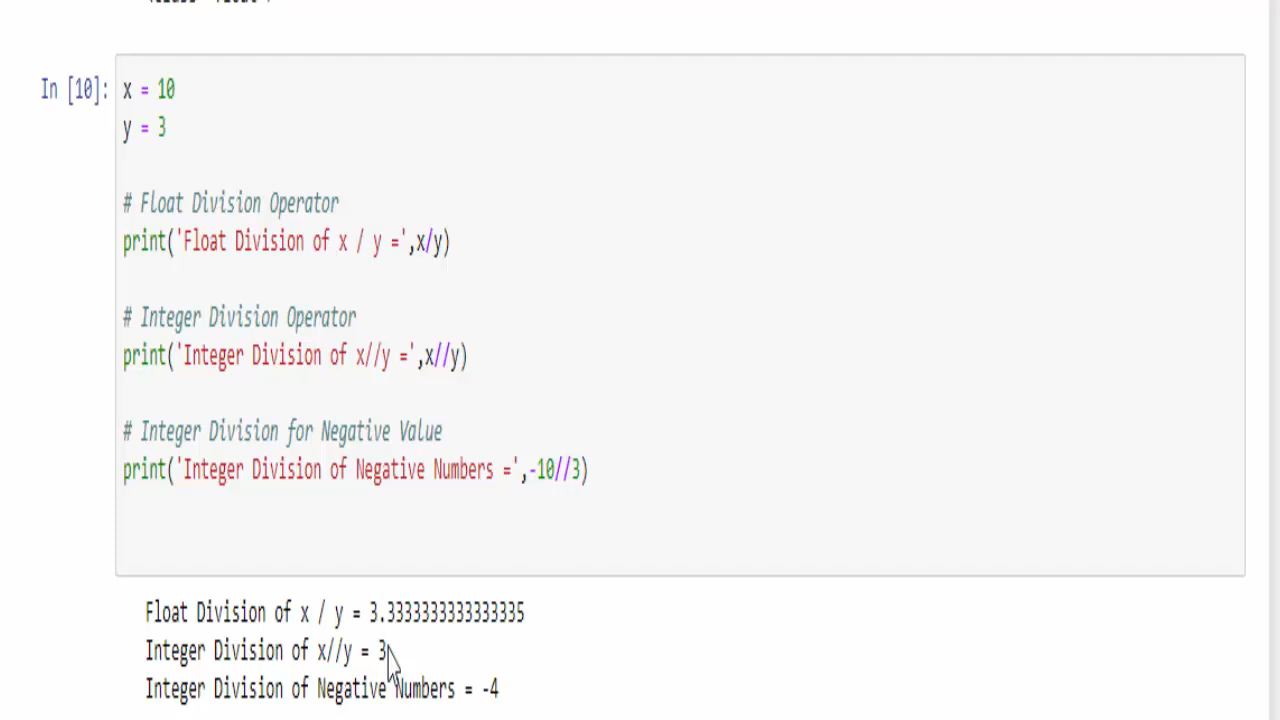 In [10]: x = 10
y = 3
# Float Division Operator
print('Float Division of x / y =',x/y)
# Integer Division Operator
print('Integer Division of x//y =',x//y)
# Integer Division for Negative Value
print('Integer Division of Negative Numbers =',-10//3)
Float Division of x / y = 3.3333333333333335
Integer Division of x//y = 3
Integer Division of Negative Numbers = -4